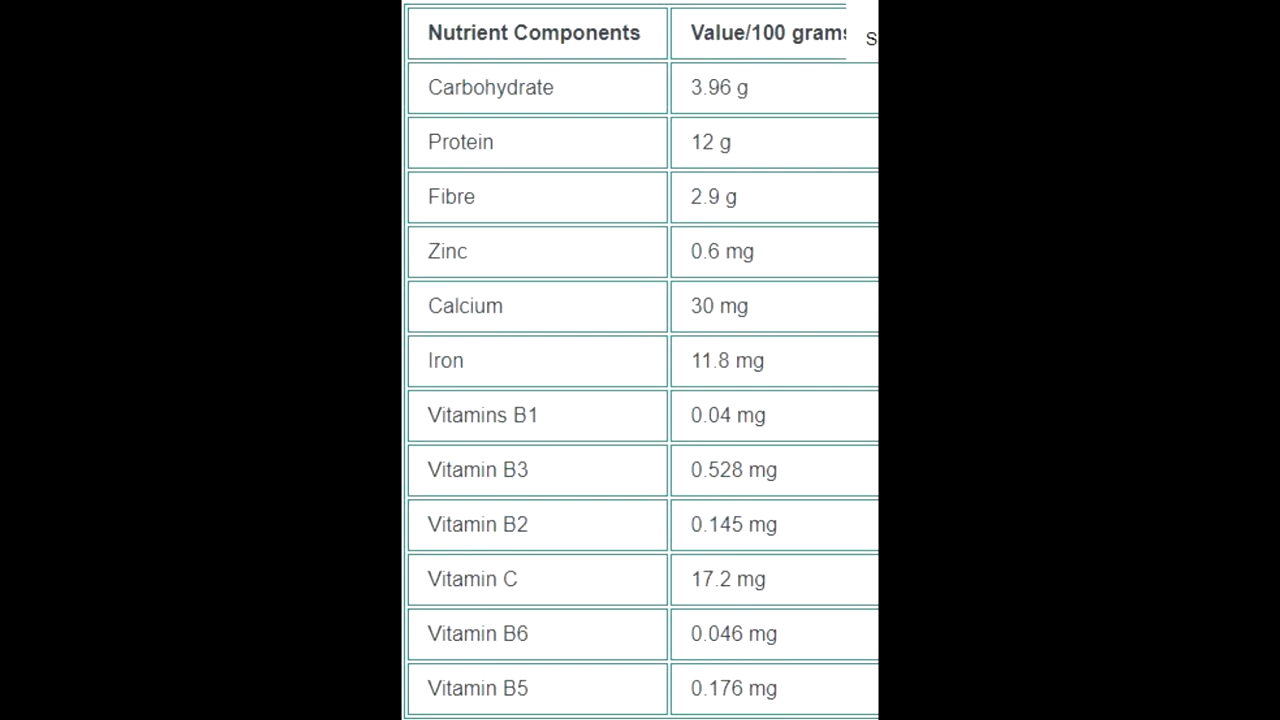 Nutrient Components Value/100 grams
S
Carbohydrate 3.96 g
Protein 12 g
Fibre 2.9 g
Zinc 0.6 mg
Calcium 30 mg
Iron 11.8 mg
Vitamins B1 0.04 mg
Vitamin B3 0.528 mg
Vitamin B2 0.145 mg
Vitamin C 17.2 mg
Vitamin B6 0.046 mg
Vitamin B5 0.176 mg